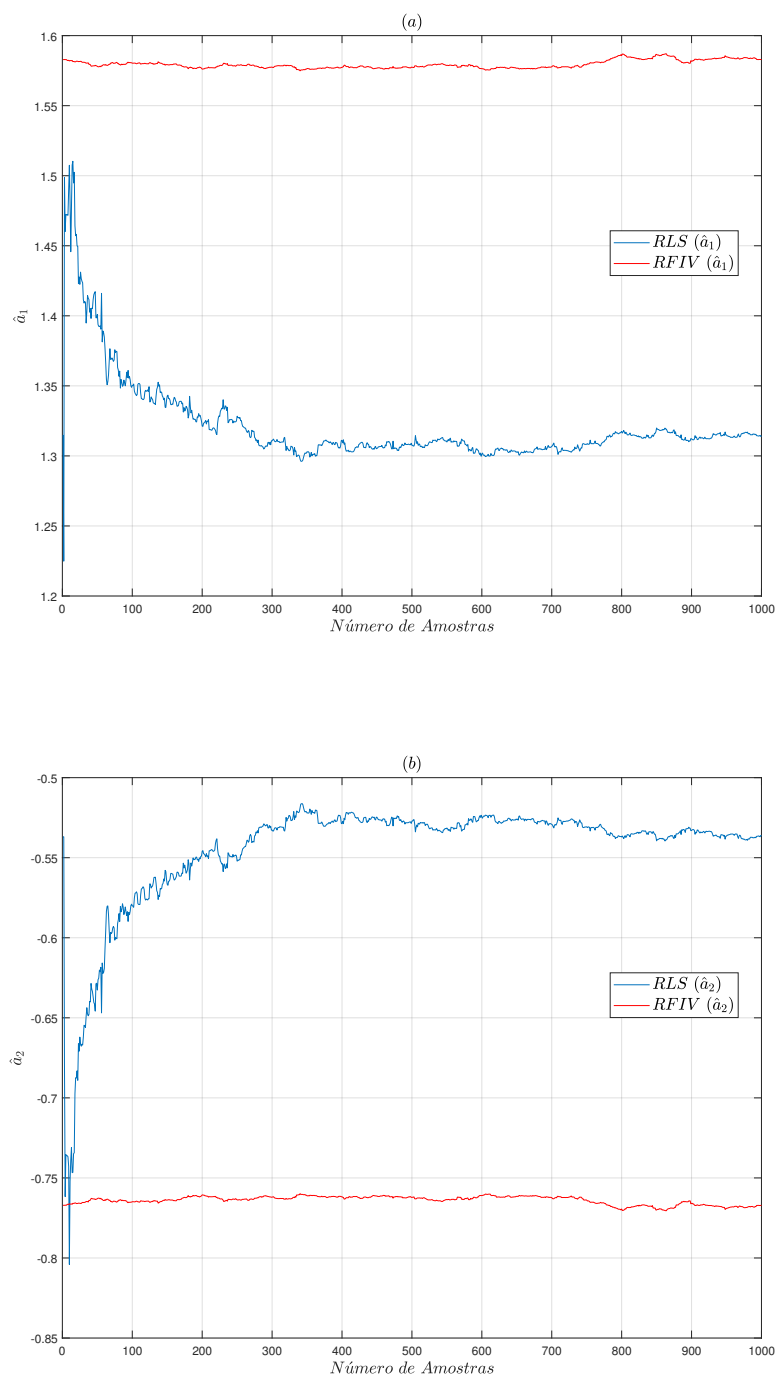 (a)
1.6
1.55
1.5
1.45
1.4
1.35
1.3
1.25
1.2
â₁
RLS (â₁)
RFIV (â₁)
0 100 200 300 400 500 600 700 800 900 1000
Número de Amostras
(b)
-0.5
-0.55
-0.6
-0.65
-0.7
-0.75
-0.8
-0.85
â₂
RLS (â₂)
RFIV (â₂)
0 100 200 300 400 500 600 700 800 900 1000
Número de Amostras